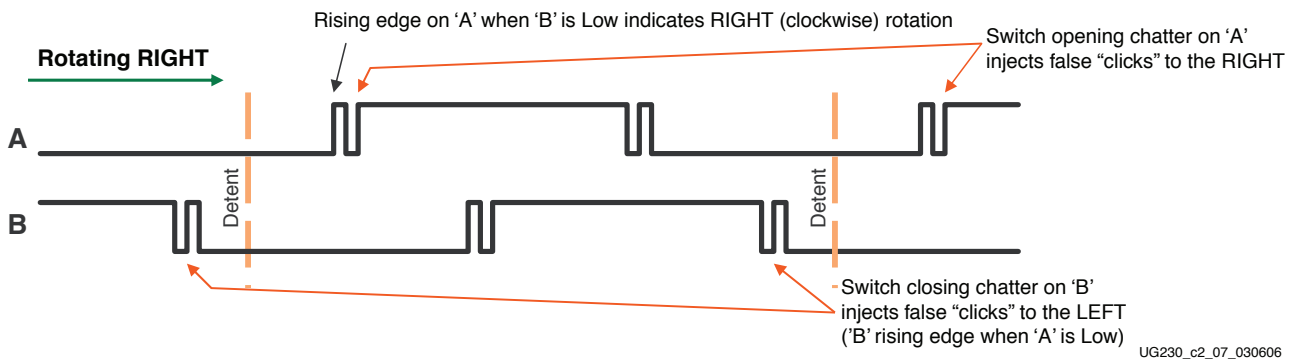 Rising edge on ‘A’ when ‘B’ is Low indicates RIGHT (clockwise) rotation
Rotating RIGHT
Switch opening chatter on ‘A’
injects false “clicks” to the RIGHT
A
Detent
Detent
B
Switch closing chatter on ‘B’
injects false “clicks” to the LEFT
(’B’ rising edge when ‘A’ is Low)
UG230_c2_07_030606